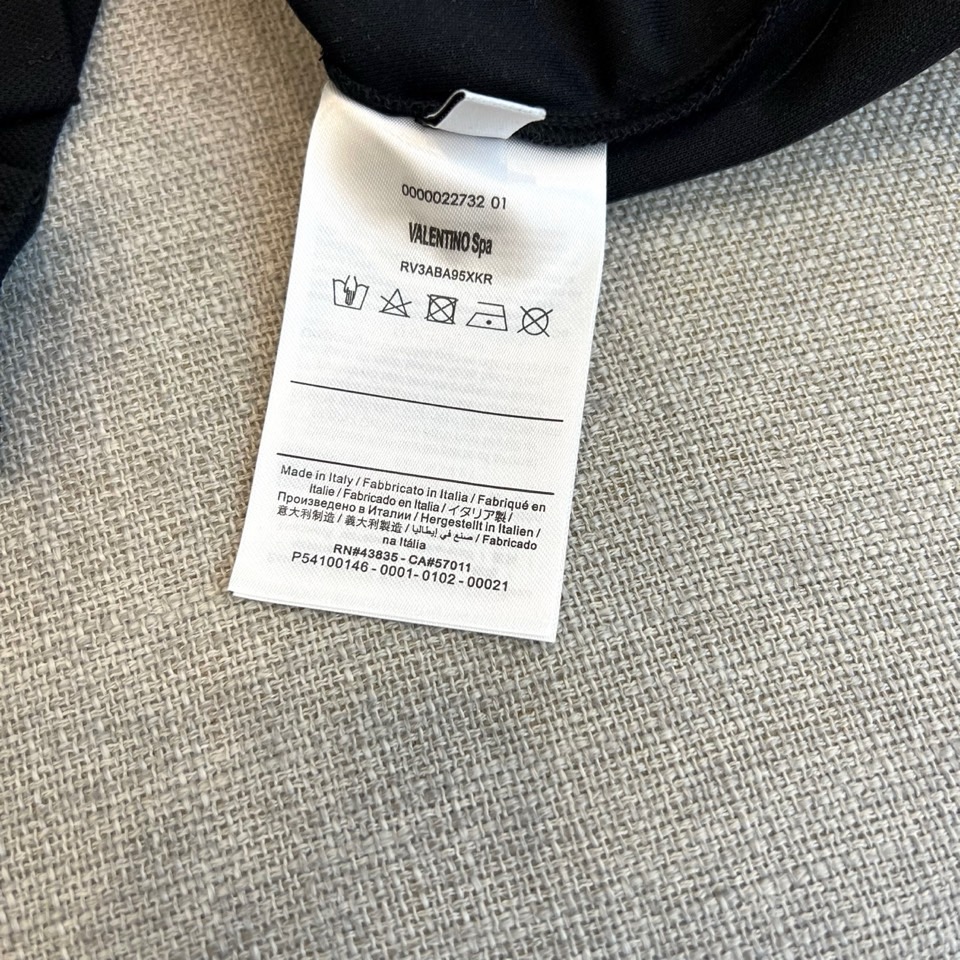 0000022732 01
VALENTINO Spa
RV3ABA95XKR
Made in Italy / Fabbricato in Italia / Fabriqué en
Italie / Fabricado en Italia / イタリア製 /
Произведено в Италии / Hergestellt in Italien /
意大利制造 / 義大利製造 / صنع في إيطاليا / Fabricado
na Itália
RN#43835 - CA#57011
P54100146 - 0001- 0102 - 00021